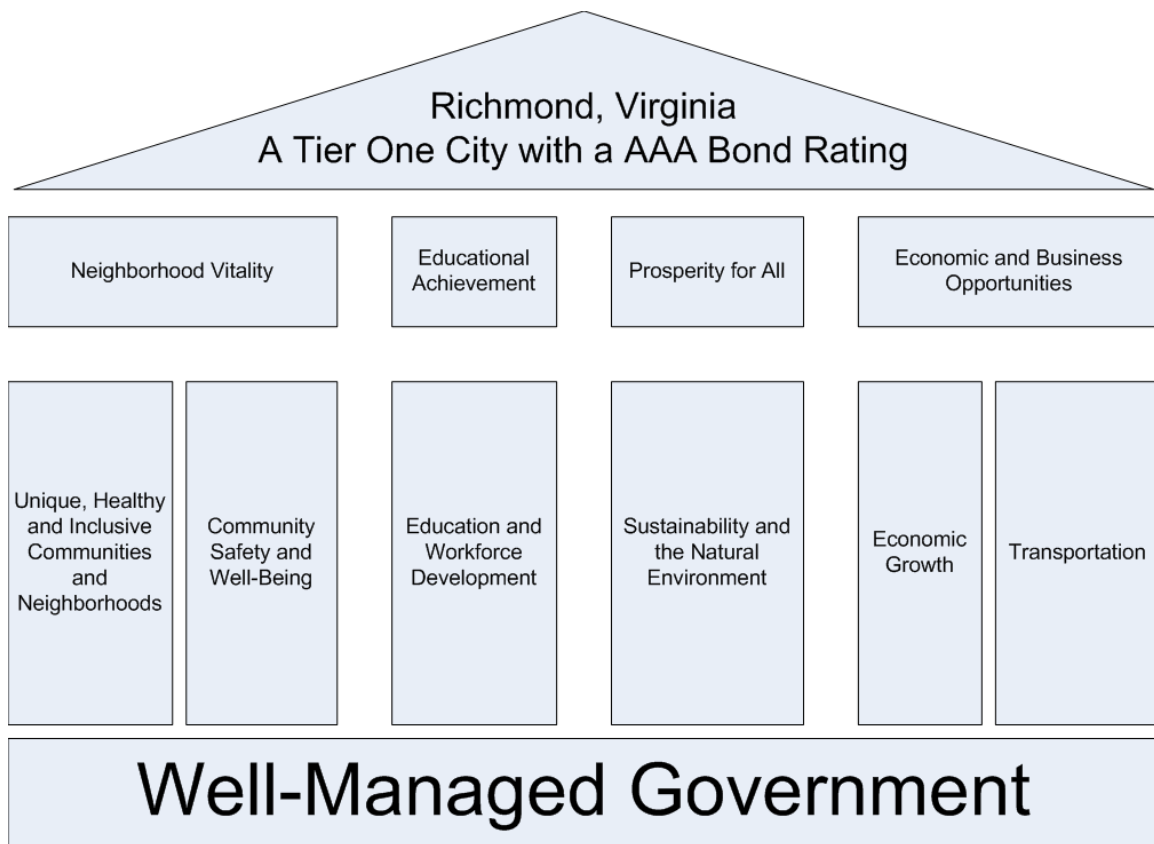 Richmond, Virginia
A Tier One City with a AAA Bond Rating
Neighborhood Vitality
Educational
Achievement
Prosperity for All
Economic and Business
Opportunities
Unique, Healthy
and Inclusive
Communities
and
Neighborhoods
Community
Safety and
Well-Being
Education and
Workforce
Development
Sustainability and
the Natural
Environment
Economic
Growth
Transportation
Well-Managed Government